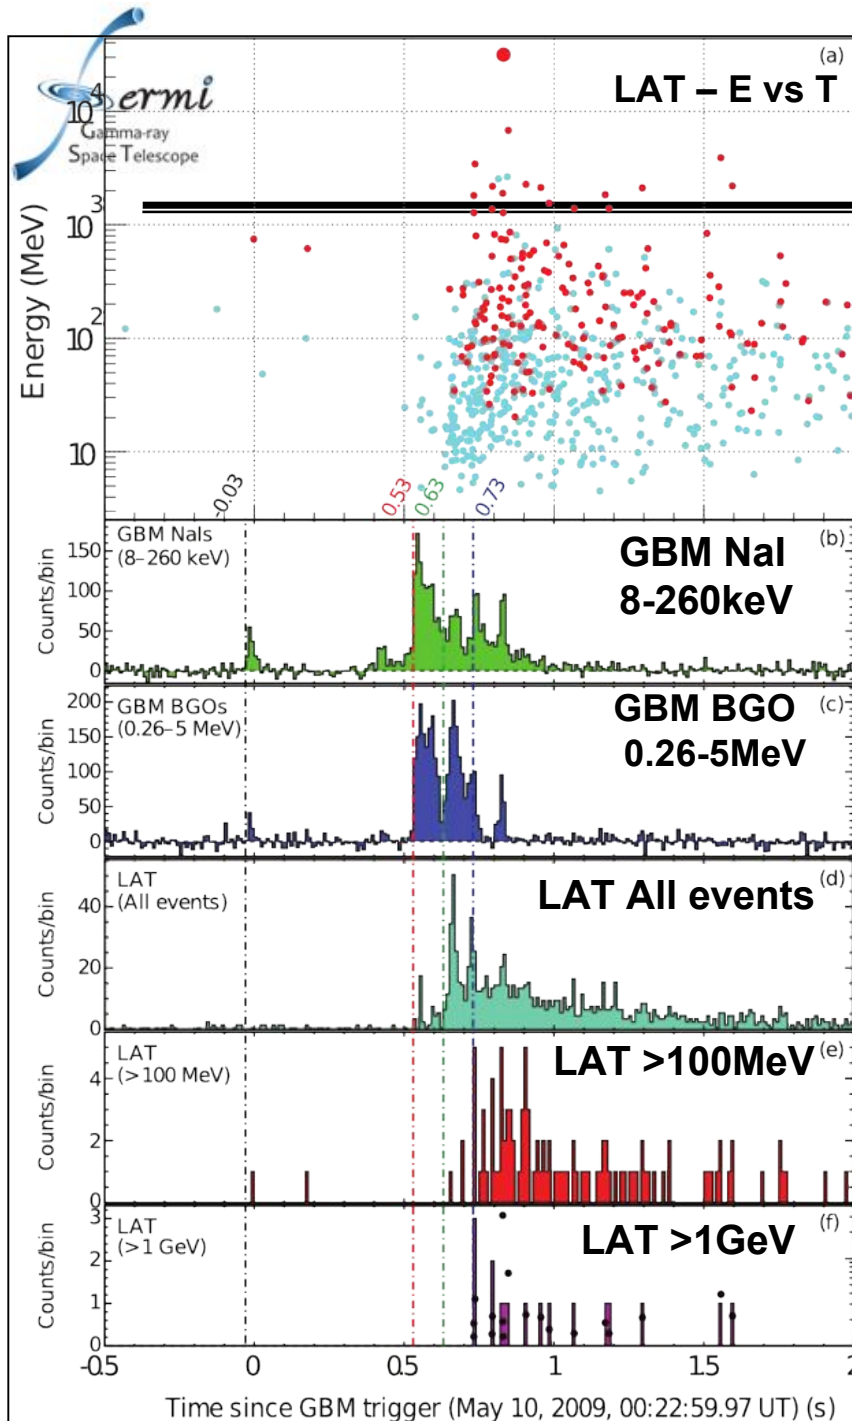 ermi
Gamma-ray
Space Telescope
(a)
LAT – E vs T
10⁴
10³
10²
10
Energy (MeV)
-0.03
0.53
0.63
0.73
GBM NaIs
(8–260 keV)
(b)
GBM NaI
8-260keV
150
100
50
0
Counts/bin
GBM BGOs
(0.26–5 MeV)
(c)
GBM BGO
0.26-5MeV
200
150
100
50
0
Counts/bin
LAT
(All events)
(d)
LAT All events
40
20
0
Counts/bin
LAT
(>100 MeV)
(e)
LAT >100MeV
4
2
0
Counts/bin
LAT
(>1 GeV)
(f)
LAT >1GeV
3
2
1
0
Counts/bin
-0.5 0 0.5 1 1.5 2
Time since GBM trigger (May 10, 2009, 00:22:59.97 UT) (s)